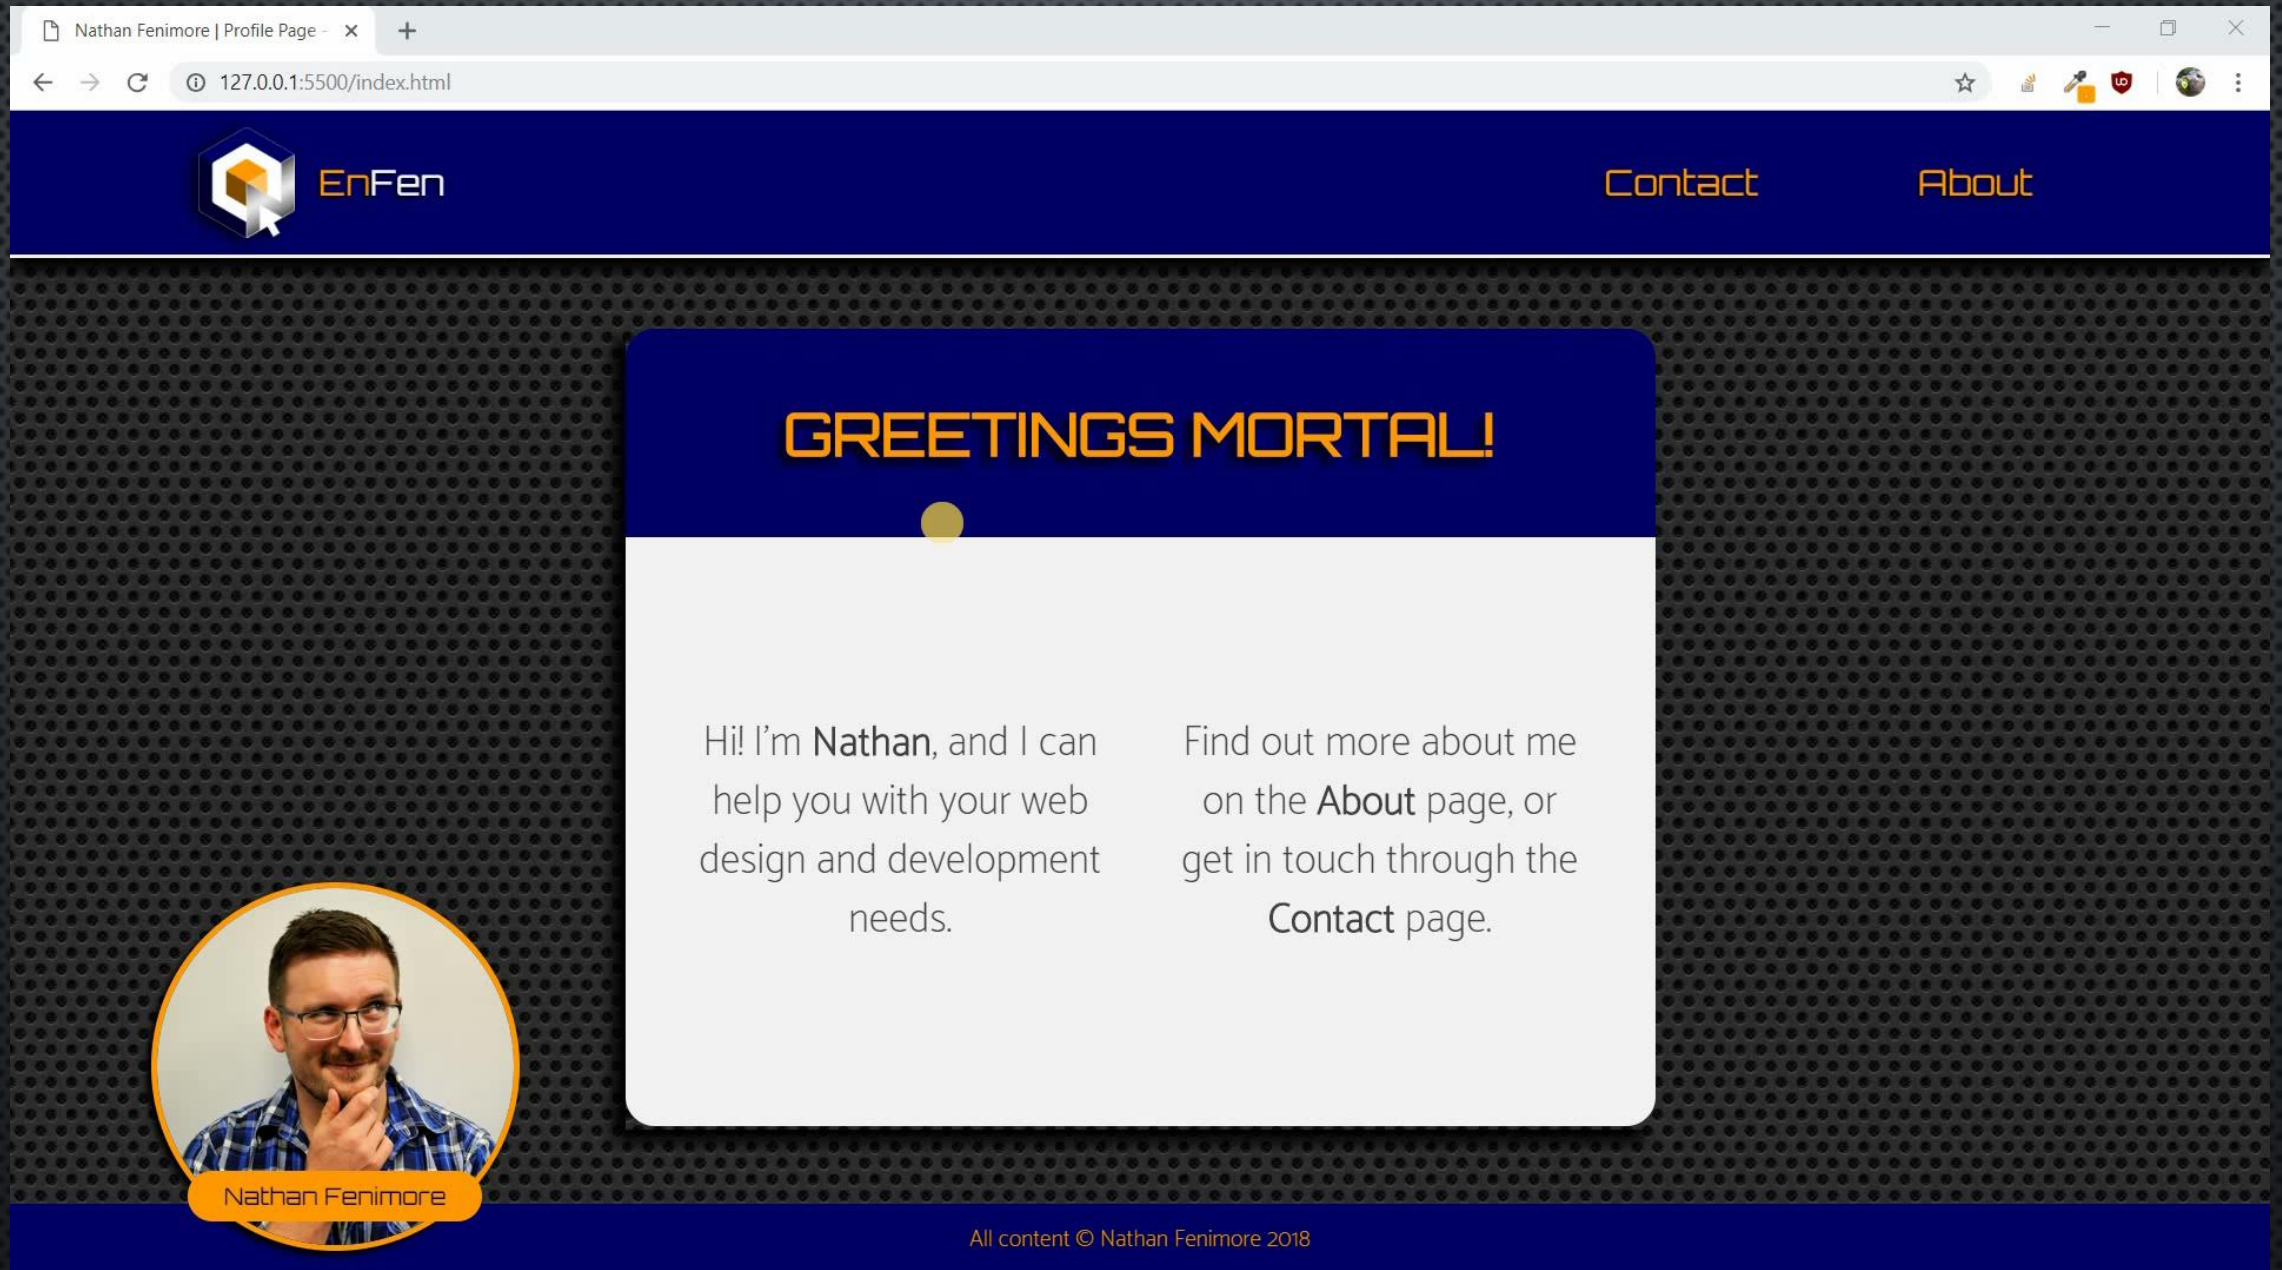 Nathan Fenimore | Profile Page -
127.0.0.1:5500/index.html
EnFen
Contact
About
GREETINGS MORTAL!
Hi! I'm Nathan, and I can
help you with your web
design and development
needs.
Find out more about me
on the About page, or
get in touch through the
Contact page.
Nathan Fenimore
All content © Nathan Fenimore 2018